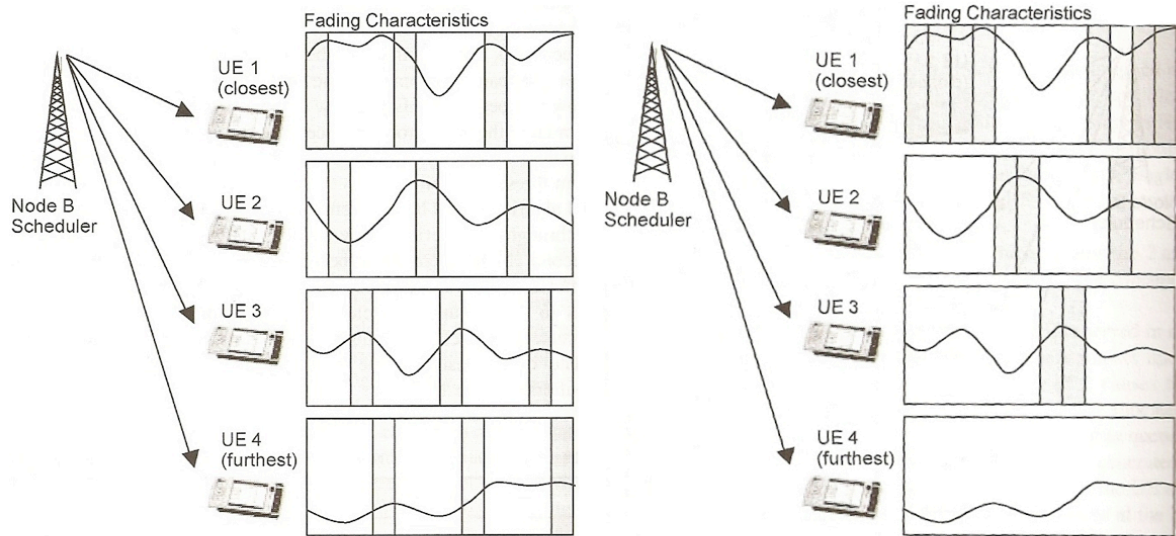 Fading Characteristics
UE 1
(closest)
UE 2
Node B
Scheduler
UE 3
UE 4
(furthest)
Fading Characteristics
UE 1
(closest)
UE 2
Node B
Scheduler
UE 3
UE 4
(furthest)